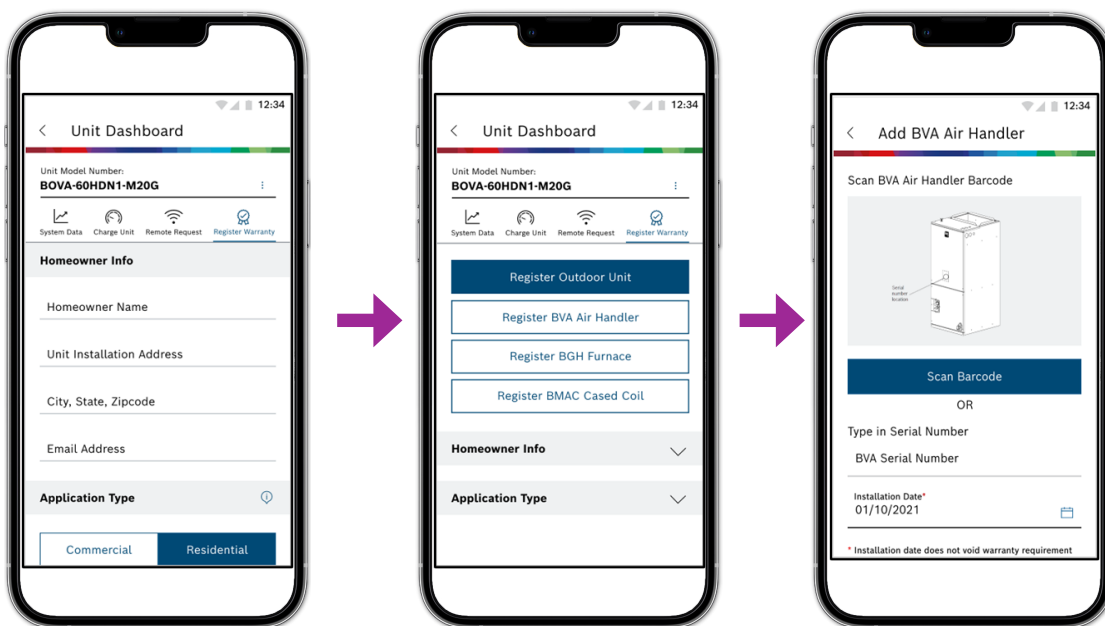 12:34
Unit Dashboard
Unit Model Number:
BOVA-60HDN1-M20G
System Data
Charge Unit
Remote Request
Register Warranty
Homeowner Info
Homeowner Name
Unit Installation Address
City, State, Zipcode
Email Address
Application Type
Commercial
Residential
12:34
Unit Dashboard
Unit Model Number:
BOVA-60HDN1-M20G
System Data
Charge Unit
Remote Request
Register Warranty
Register Outdoor Unit
Register BVA Air Handler
Register BGH Furnace
Register BMAC Cased Coil
Homeowner Info
Application Type
12:34
Add BVA Air Handler
Scan BVA Air Handler Barcode
Serial
number
location
Scan Barcode
OR
Type in Serial Number
BVA Serial Number
Installation Date*
01/10/2021
* Installation date does not void warranty requirement